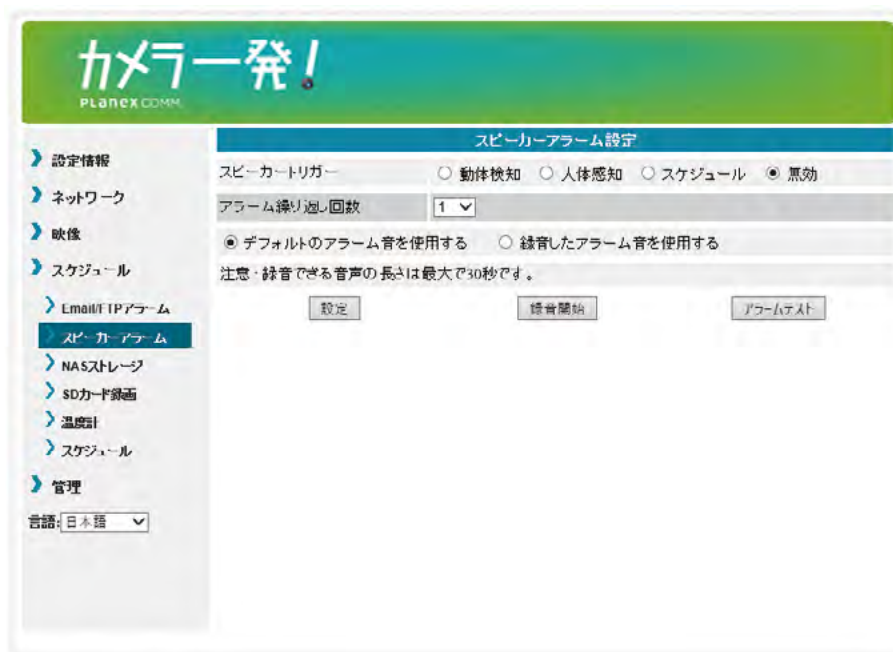 カメラ一発!
PLANEX COMM.
設定情報
ネットワーク
映像
スケジュール
Email/FTPアラーム
スピーカーアラーム
NASストレージ
SDカード録画
温度計
スケジュール
管理
言語: 日本語
スピーカーアラーム設定
スピーカートリガー 動体検知 人体感知 スケジュール 無効
アラーム繰り返し回数 1
デフォルトのアラーム音を使用する 録音したアラーム音を使用する
注意・録音できる音声の長さは最大で30秒です。
設定 録音開始 アラームテスト